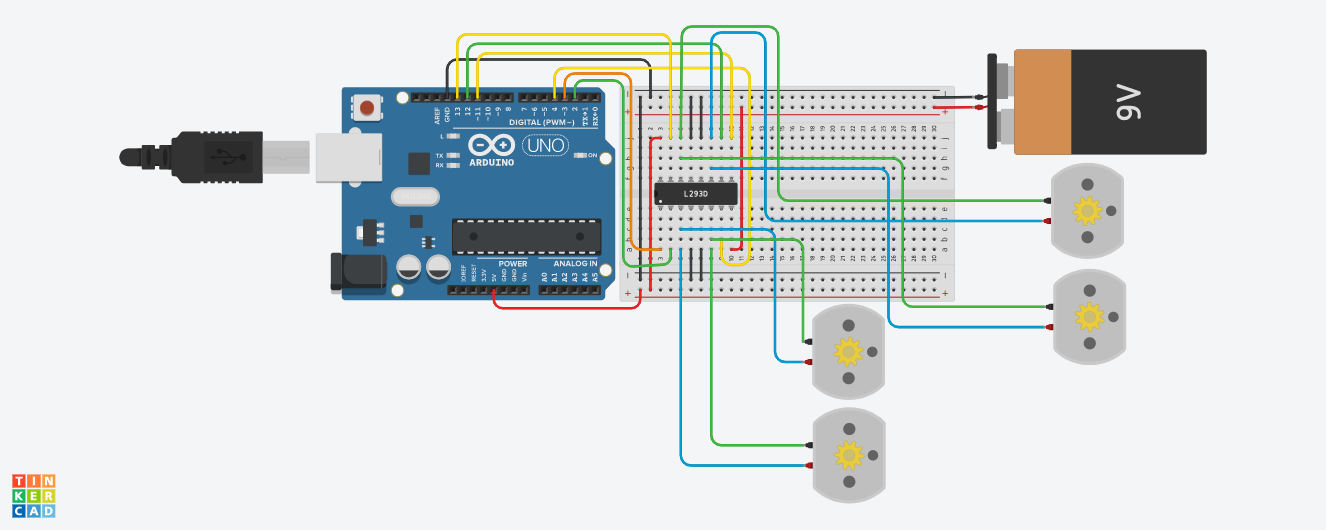 AREF
GND
13
12
~11
~10
~9
8
7
~6
~5
4
~3
2
TX→1
RX←0
DIGITAL (PWM~)
L
TX
RX
ARDUINO
UNO
ON
L293D
9V
IOREF
RESET
3.3V
5V
GND
GND
Vin
POWER
ANALOG IN
A0
A1
A2
A3
A4
A5
TIN
KER
CAD